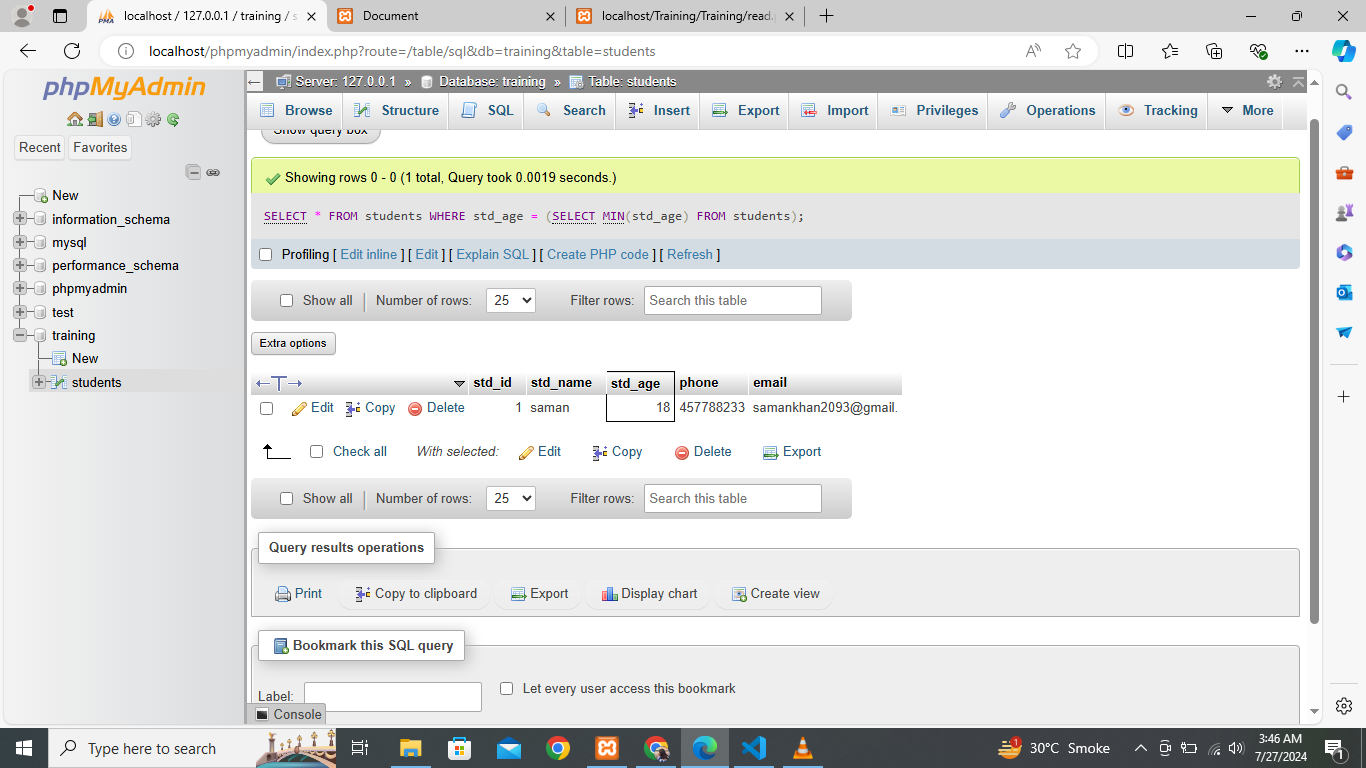 localhost / 127.0.0.1 / training / s
Document
localhost/Training/Training/read.
localhost/phpmyadmin/index.php?route=/table/sql&db=training&table=students
phpMyAdmin
Recent Favorites
New
information_schema
mysql
performance_schema
phpmyadmin
test
training
New
students
Server: 127.0.0.1 » Database: training » Table: students
Browse Structure SQL Search Insert Export Import Privileges Operations Tracking More
Show query box
Showing rows 0 - 0 (1 total, Query took 0.0019 seconds.)
SELECT * FROM students WHERE std_age = (SELECT MIN(std_age) FROM students);
Profiling [ Edit inline ] [ Edit ] [ Explain SQL ] [ Create PHP code ] [ Refresh ]
Show all Number of rows: 25 Filter rows: Search this table
Extra options
std_id std_name std_age phone email
Edit Copy Delete 1 saman 18 457788233 samankhan2093@gmail.
Check all With selected: Edit Copy Delete Export
Show all Number of rows: 25 Filter rows: Search this table
Query results operations
Print Copy to clipboard Export Display chart Create view
Bookmark this SQL query
Label: Let every user access this bookmark
Console
Type here to search
1
30°C Smoke
3:46 AM
7/27/2024
1